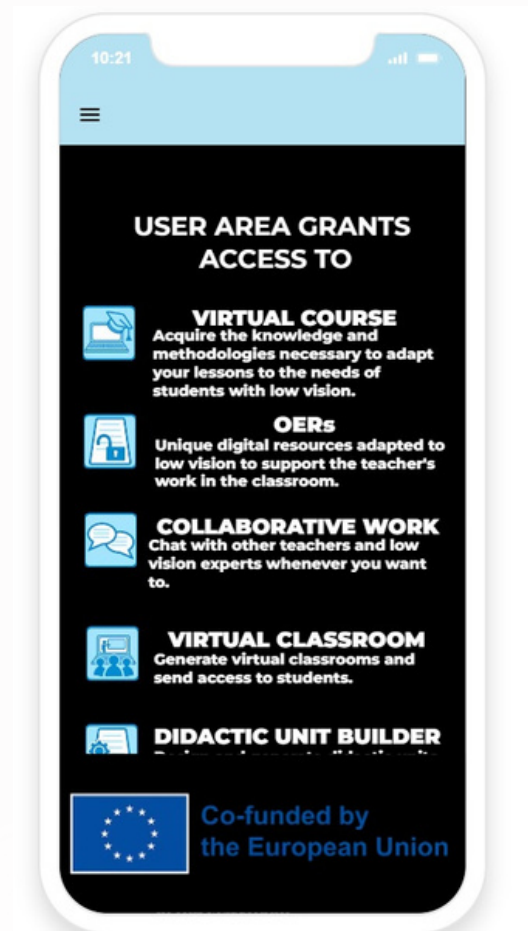 10:21
USER AREA GRANTS
ACCESS TO
VIRTUAL COURSE
Acquire the knowledge and
methodologies necessary to adapt
your lessons to the needs of
students with low vision.
OERs
Unique digital resources adapted to
low vision to support the teacher's
work in the classroom.
COLLABORATIVE WORK
Chat with other teachers and low
vision experts whenever you want
to.
VIRTUAL CLASSROOM
Generate virtual classrooms and
send access to students.
DIDACTIC UNIT BUILDER
Co-funded by
the European Union